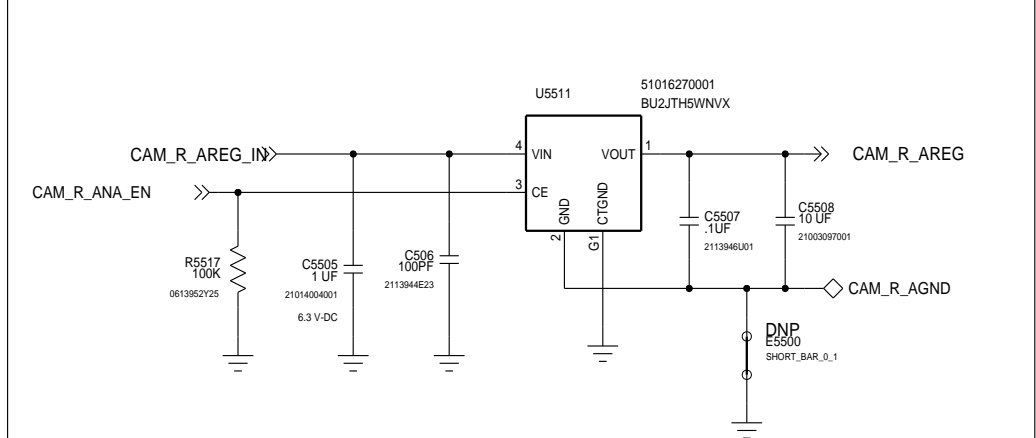 U5511
51016270001
BU2JTH5WNVX
CAM_R_AREG_IN
4
VIN
VOUT
1
CAM_R_AREG
CAM_R_ANA_EN
3
CE
GND
CTGND
2
G1
C5507
.1UF
2113946U01
C5508
10 UF
21003097001
R5517
100K
0613952Y25
C5505
1 UF
21014004001
6.3 V-DC
C506
100PF
2113944E23
CAM_R_AGND
DNP
E5500
SHORT_BAR_0_1